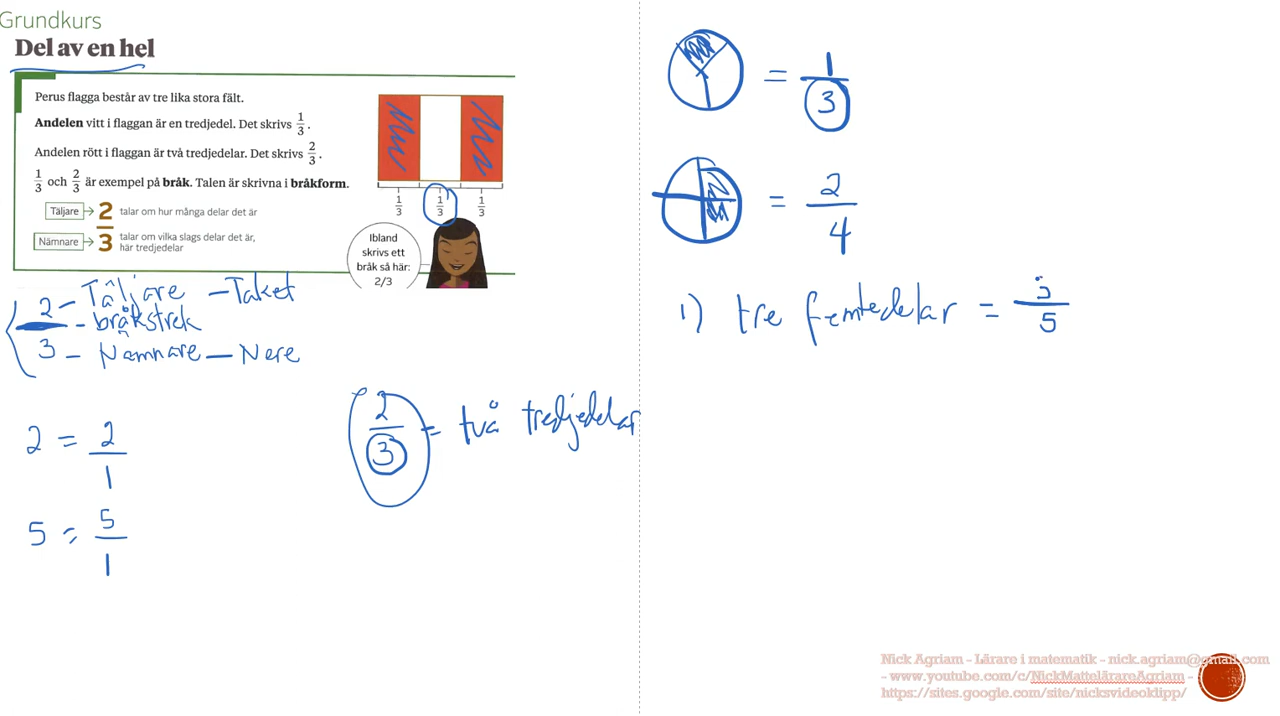 Grundkurs
Del av en hel
Perus flagga består av tre lika stora fält.
Andelen vitt i flaggan är en tredjedel. Det skrivs 1/3.
Andelen rött i flaggan är två tredjedelar. Det skrivs 2/3.
1/3 och 2/3 är exempel på bråk. Talen är skrivna i bråkform.
Täljare 2 talar om hur många delar det är
Nämnare 3 talar om vilka slags delar det är,
här tredjedelar
1/3 1/3 1/3
Ibland
skrivs ett
bråk så här:
2/3
2 - Täljare - Taket
- bråkstrek
3 - Nämnare - Nere
2 = 2/1
5 = 5/1
2/3 = två tredjedelar
= 1/3
= 2/4
1) tre femtedelar = 3/5
Nick Agriam - Lärare i matematik - nick.agriam@gmail.com
- www.youtube.com/c/NickMattelärareAgriam -
https://sites.google.com/site/nicksvideoklipp/